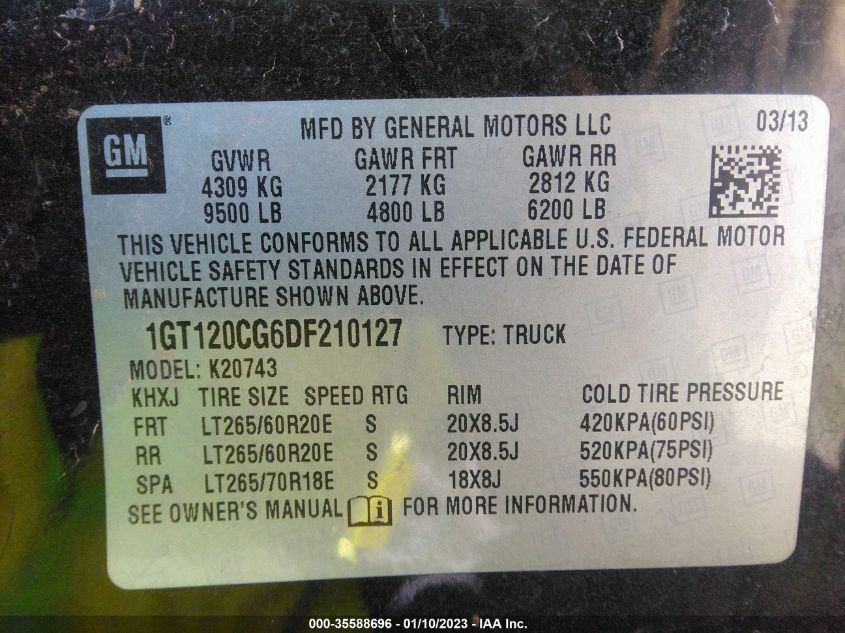 GM ®
MFD BY GENERAL MOTORS LLC 03/13
GVWR GAWR FRT GAWR RR
4309 KG 2177 KG 2812 KG
9500 LB 4800 LB 6200 LB
THIS VEHICLE CONFORMS TO ALL APPLICABLE U.S. FEDERAL MOTOR
VEHICLE SAFETY STANDARDS IN EFFECT ON THE DATE OF
MANUFACTURE SHOWN ABOVE.
1GT120CG6DF210127 TYPE: TRUCK
MODEL: K20743
KHXJ TIRE SIZE SPEED RTG RIM COLD TIRE PRESSURE
FRT LT265/60R20E S 20X8.5J 420KPA(60PSI)
RR LT265/60R20E S 20X8.5J 520KPA(75PSI)
SPA LT265/70R18E S 18X8J 550KPA(80PSI)
SEE OWNER'S MANUAL i FOR MORE INFORMATION.
000-35588696 - 01/10/2023 - IAA Inc.